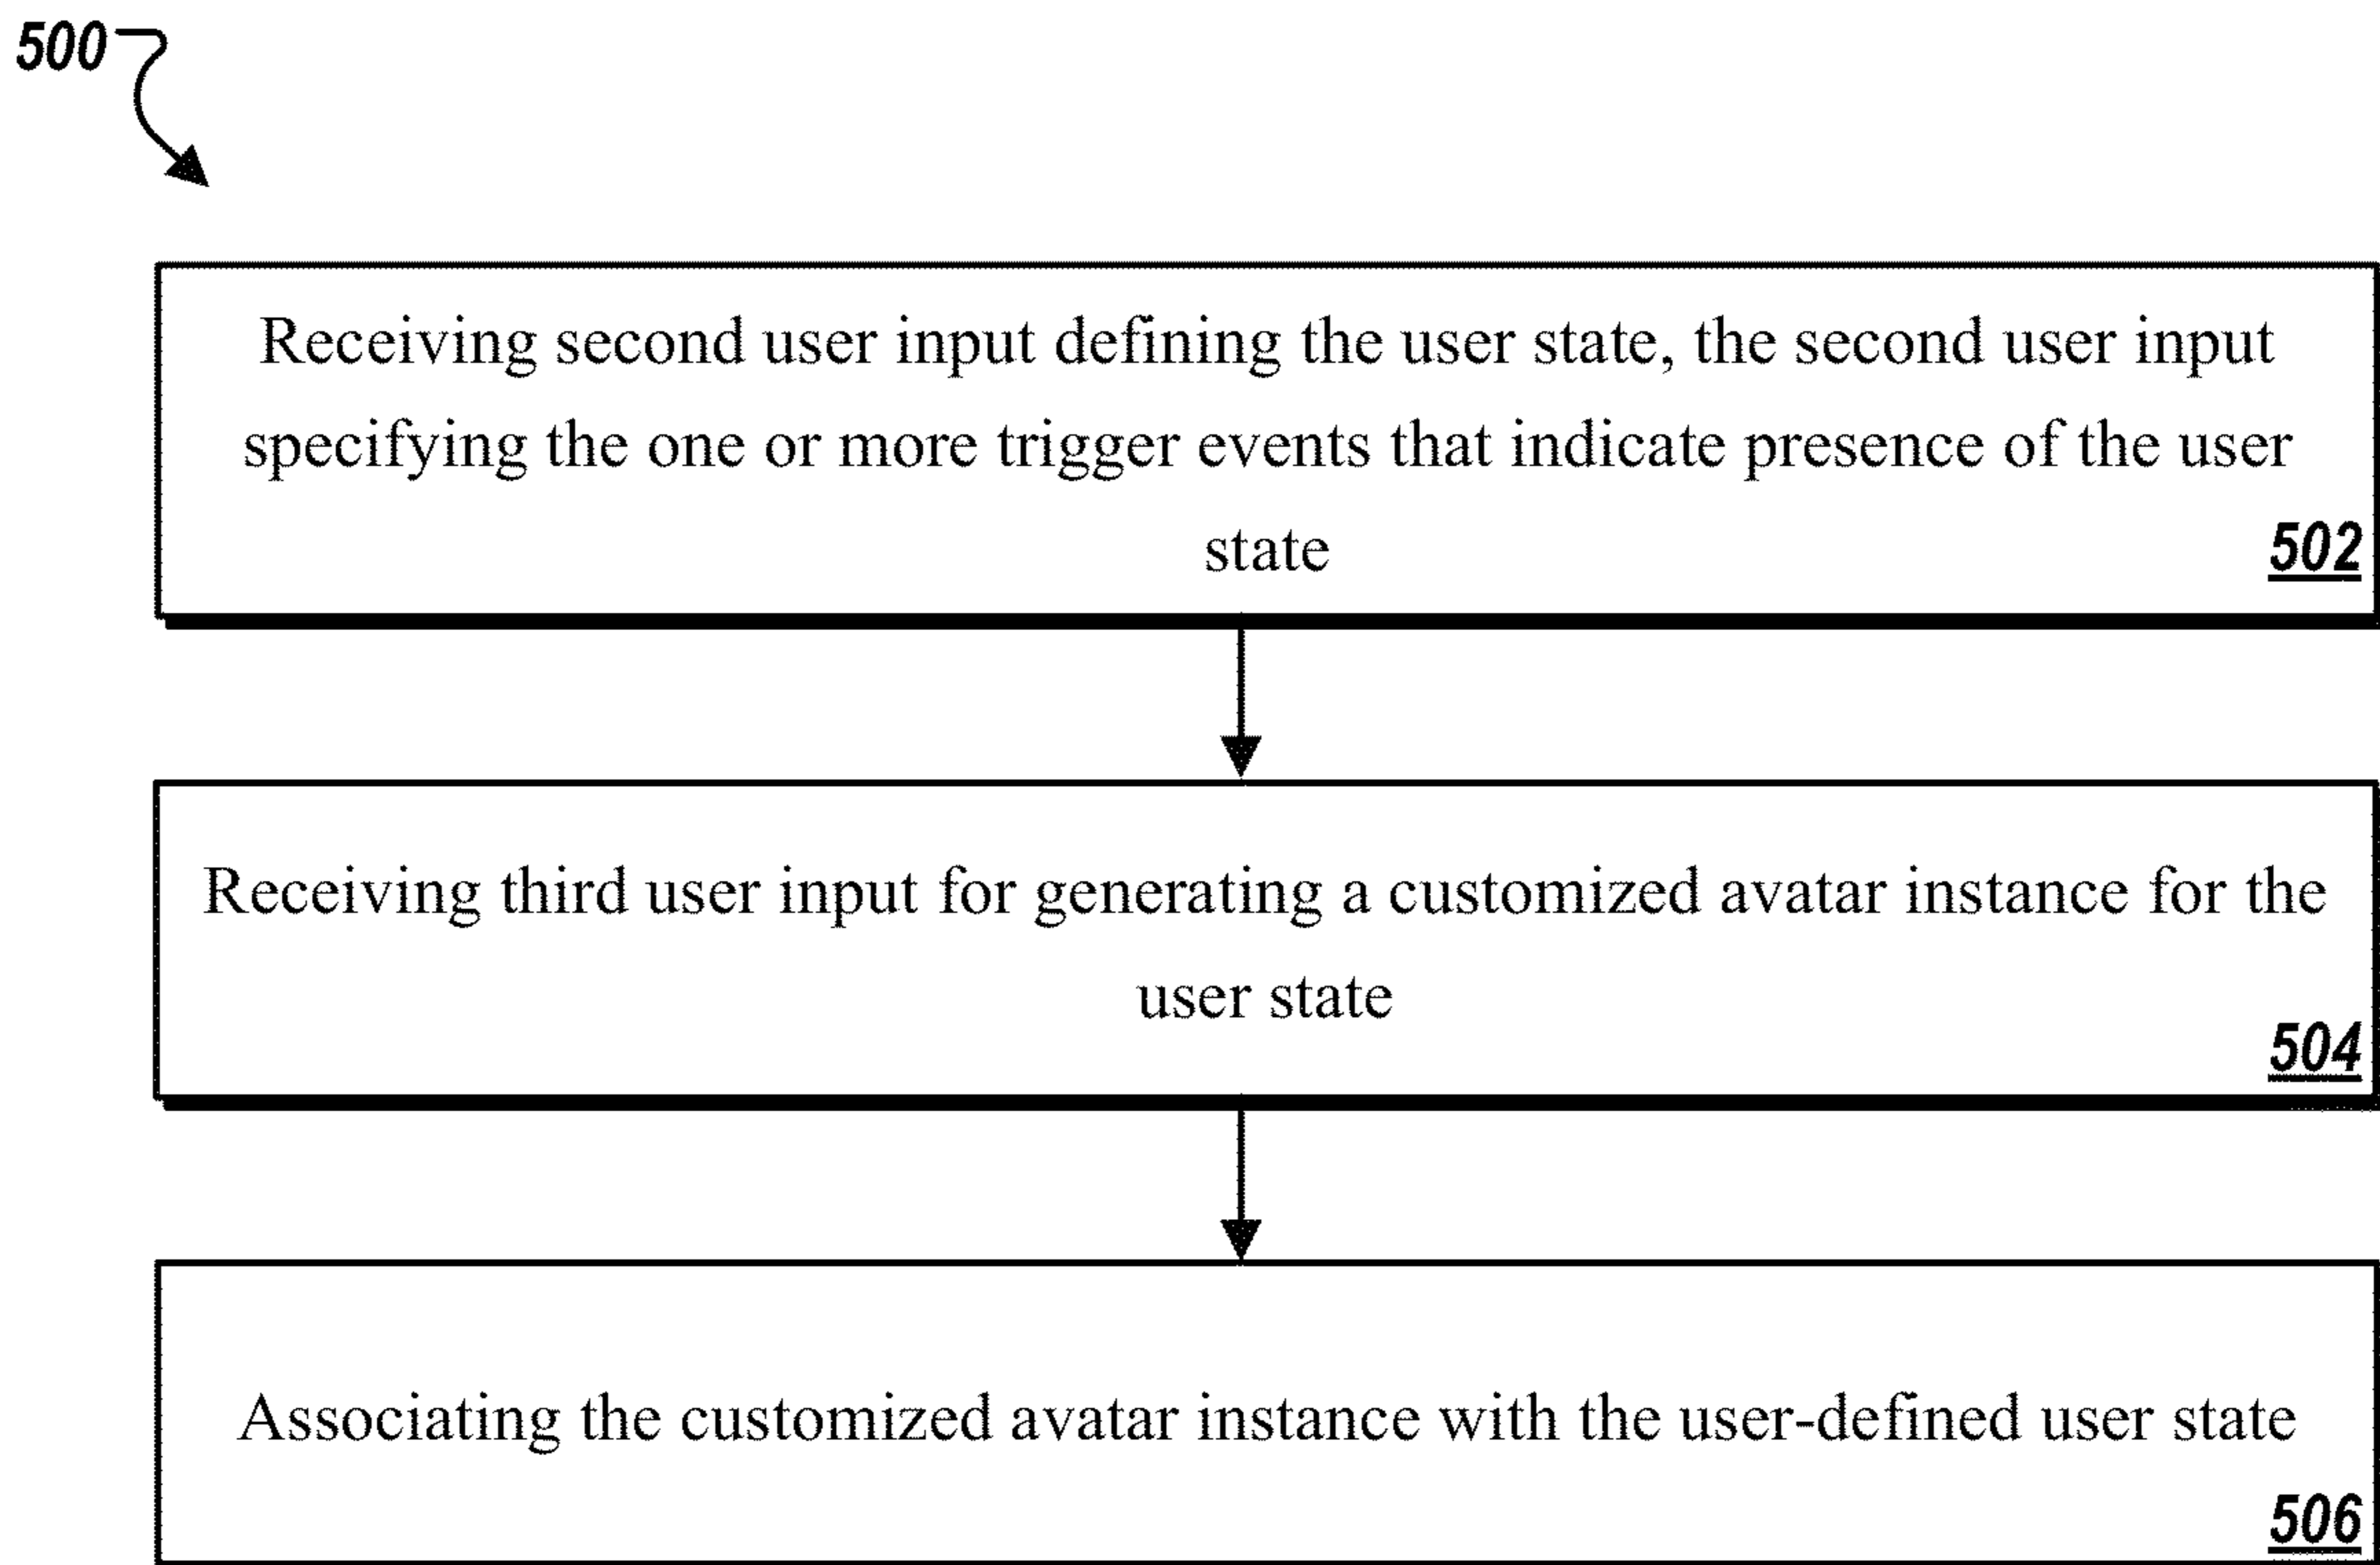 500
Receiving second user input defining the user state, the second user input
specifying the one or more trigger events that indicate presence of the user
state
502
Receiving third user input for generating a customized avatar instance for the
user state
504
Associating the customized avatar instance with the user-defined user state
506